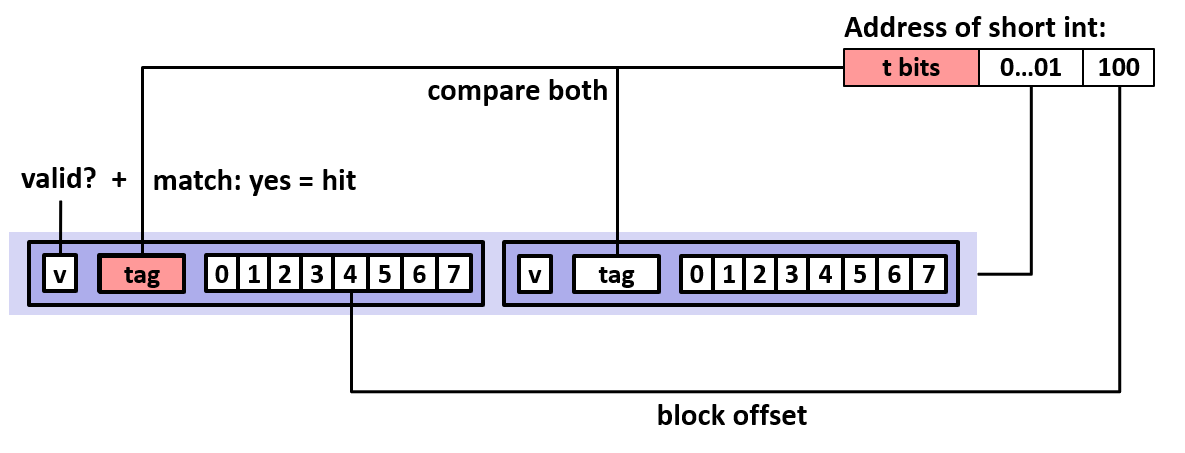 Address of short int:
t bits 0...01 100
compare both
valid? + match: yes = hit
v tag 0 1 2 3 4 5 6 7 v tag 0 1 2 3 4 5 6 7
block offset